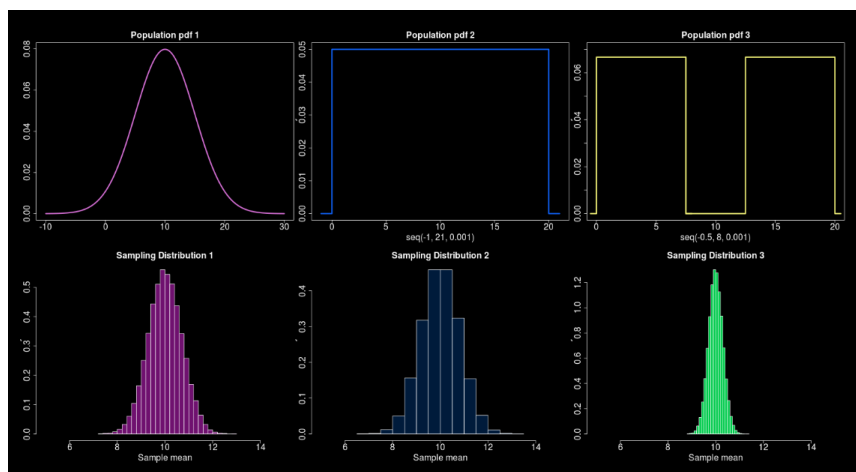 Population pdf 1
Population pdf 2
Population pdf 3
0.00 0.02 0.04 0.06 0.08
0.00 0.01 0.02 0.03 0.04 0.05
0.00 0.02 0.04 0.06
-10 0 10 20 30
0 5 10 15 20
0 5 10 15 20
seq(-1, 21, 0.001)
seq(-0.5, 8, 0.001)
Sampling Distribution 1
Sampling Distribution 2
Sampling Distribution 3
0.0 0.1 0.2 0.3 0.4 0.5
0.0 0.1 0.2 0.3 0.4
0.0 0.2 0.4 0.6 0.8 1.0 1.2
6 8 10 12 14
6 8 10 12 14
6 8 10 12 14
Sample mean
Sample mean
Sample mean